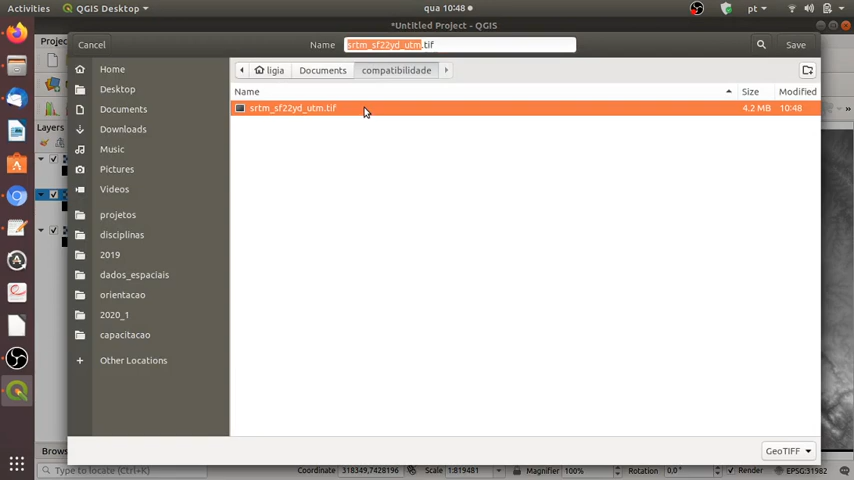 Activities
QGIS Desktop
qua 10:48
pt
*Untitled Project - QGIS
Proje
Cancel
Name
srtm_sf22yd_utm.tif
Save
Home
ligia
Documents
compatibilidade
Desktop
Name
Size
Modified
Documents
srtm_sf22yd_utm.tif
4.2 MB
10:48
Downloads
Layers
Music
Pictures
Videos
projetos
disciplinas
2019
dados_espaciais
orientacao
2020_1
capacitacao
Other Locations
Brows
GeoTIFF
Type to locate (Ctrl+K)
Coordinate
318349,7428196
Scale
1:819481
Magnifier
100%
Rotation
0,0°
Render
EPSG:31982